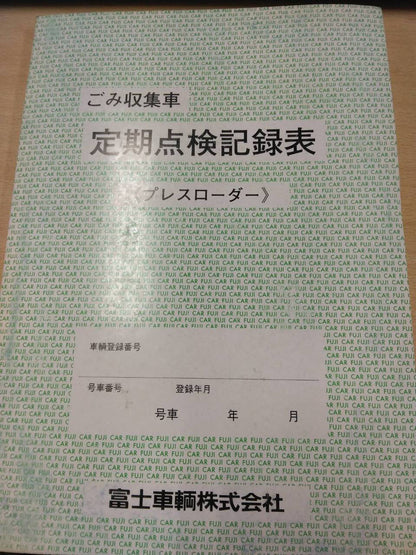 ごみ収集車
定期点検記録表
《プレスローダー》
車輌登録番号
号車番号 登録年月
号車 年 月
富士車輌株式会社